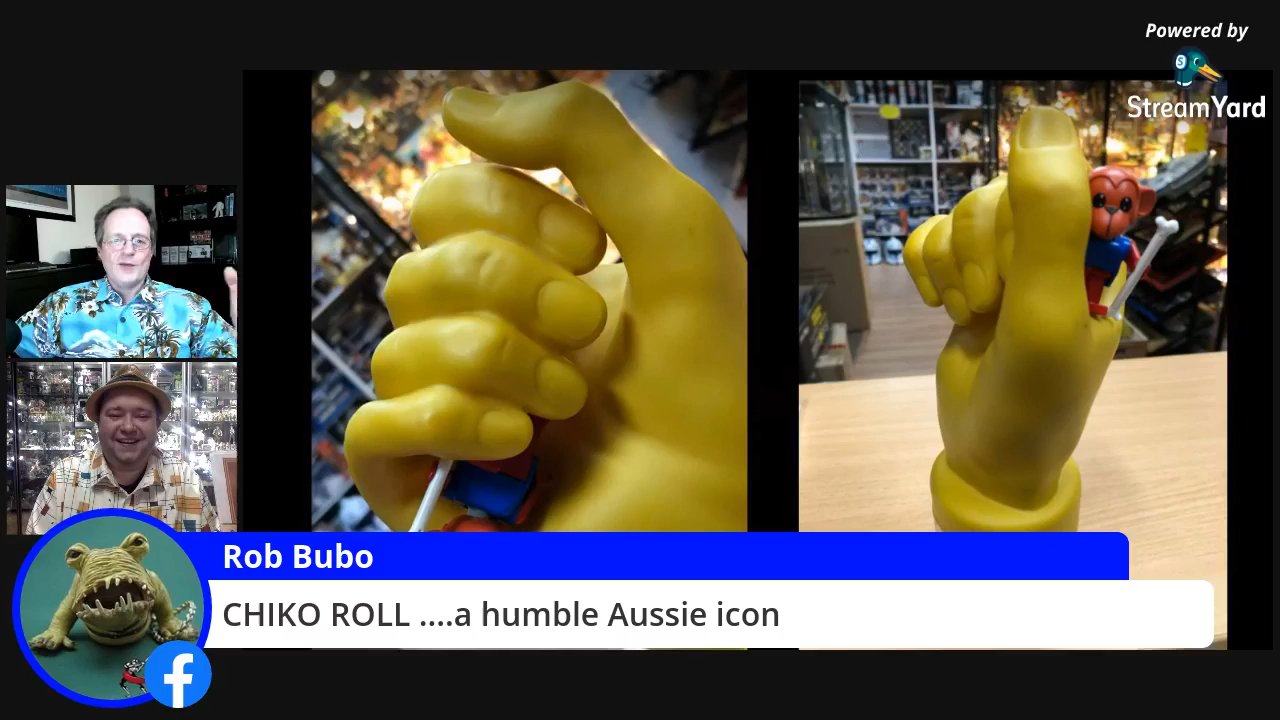 Powered by
StreamYard
Rob Bubo
CHIKO ROLL ....a humble Aussie icon